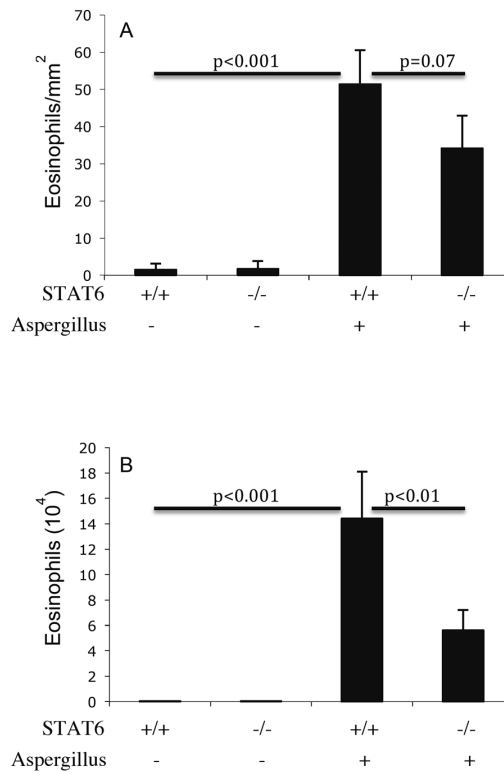 A
70
60
50
40
30
20
10
0
Eosinophils/mm²
p<0.001 p=0.07
STAT6 +/+ -/- +/+ -/-
Aspergillus - - + +
B
20
18
16
14
12
10
8
6
4
2
0
Eosinophils (10⁴)
p<0.001 p<0.01
STAT6 +/+ -/- +/+ -/-
Aspergillus - - + +